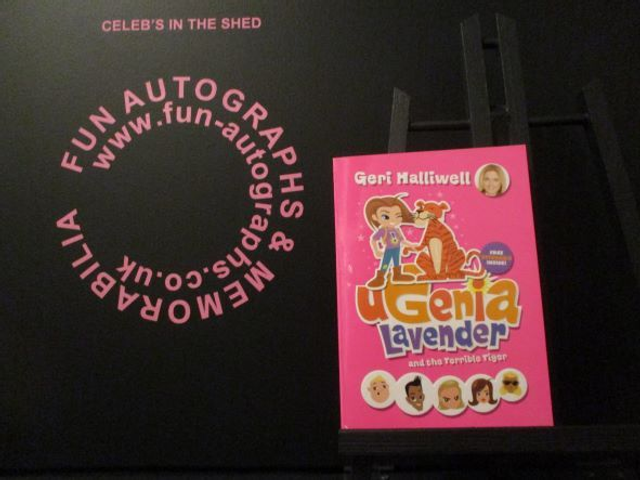 CELEB'S IN THE SHED
FUN AUTOGRAPHS & MEMORABILIA
www.fun-autographs.co.uk
Geri Halliwell
uGenia
Lavender
and the Terrible Tiger